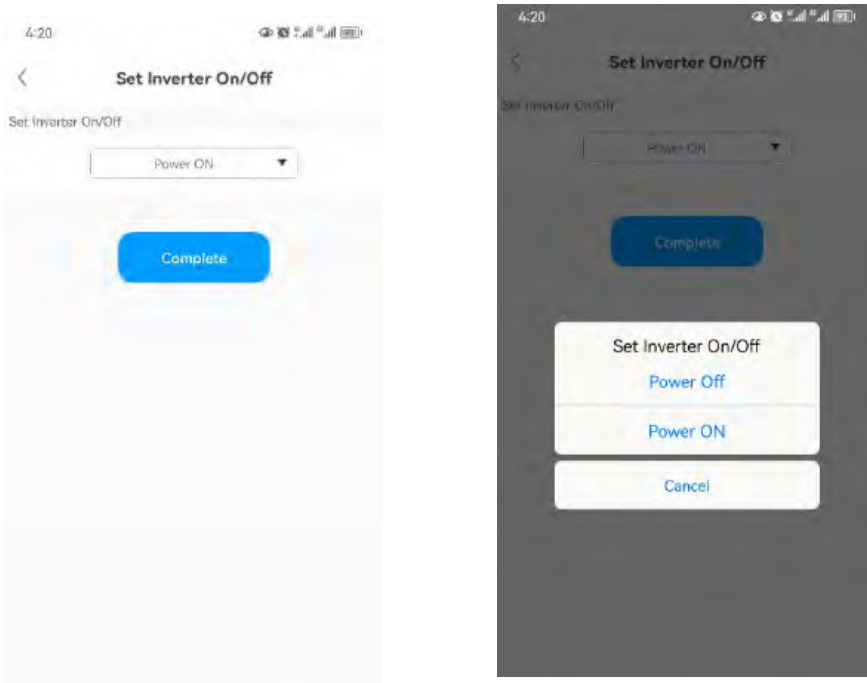 4:20
Set Inverter On/Off
Set Inverter On/Off
Power ON
Complete
4:20
Set Inverter On/Off
Set Inverter On/Off
Power ON
Complete
Set Inverter On/Off
Power Off
Power ON
Cancel